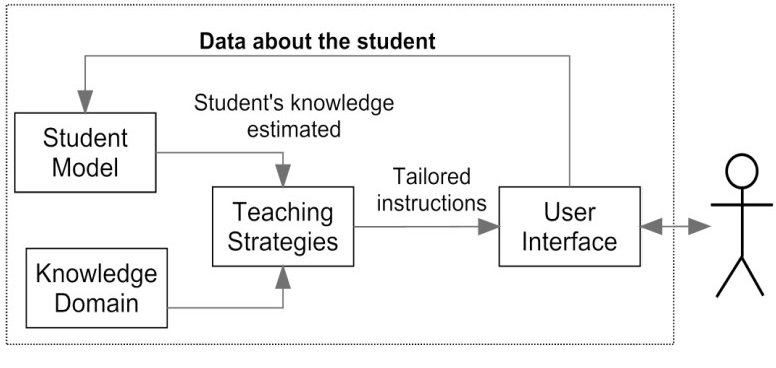 Data about the student
Student's knowledge
estimated
Student
Model
Tailored
instructions
Teaching
Strategies
User
Interface
Knowledge
Domain